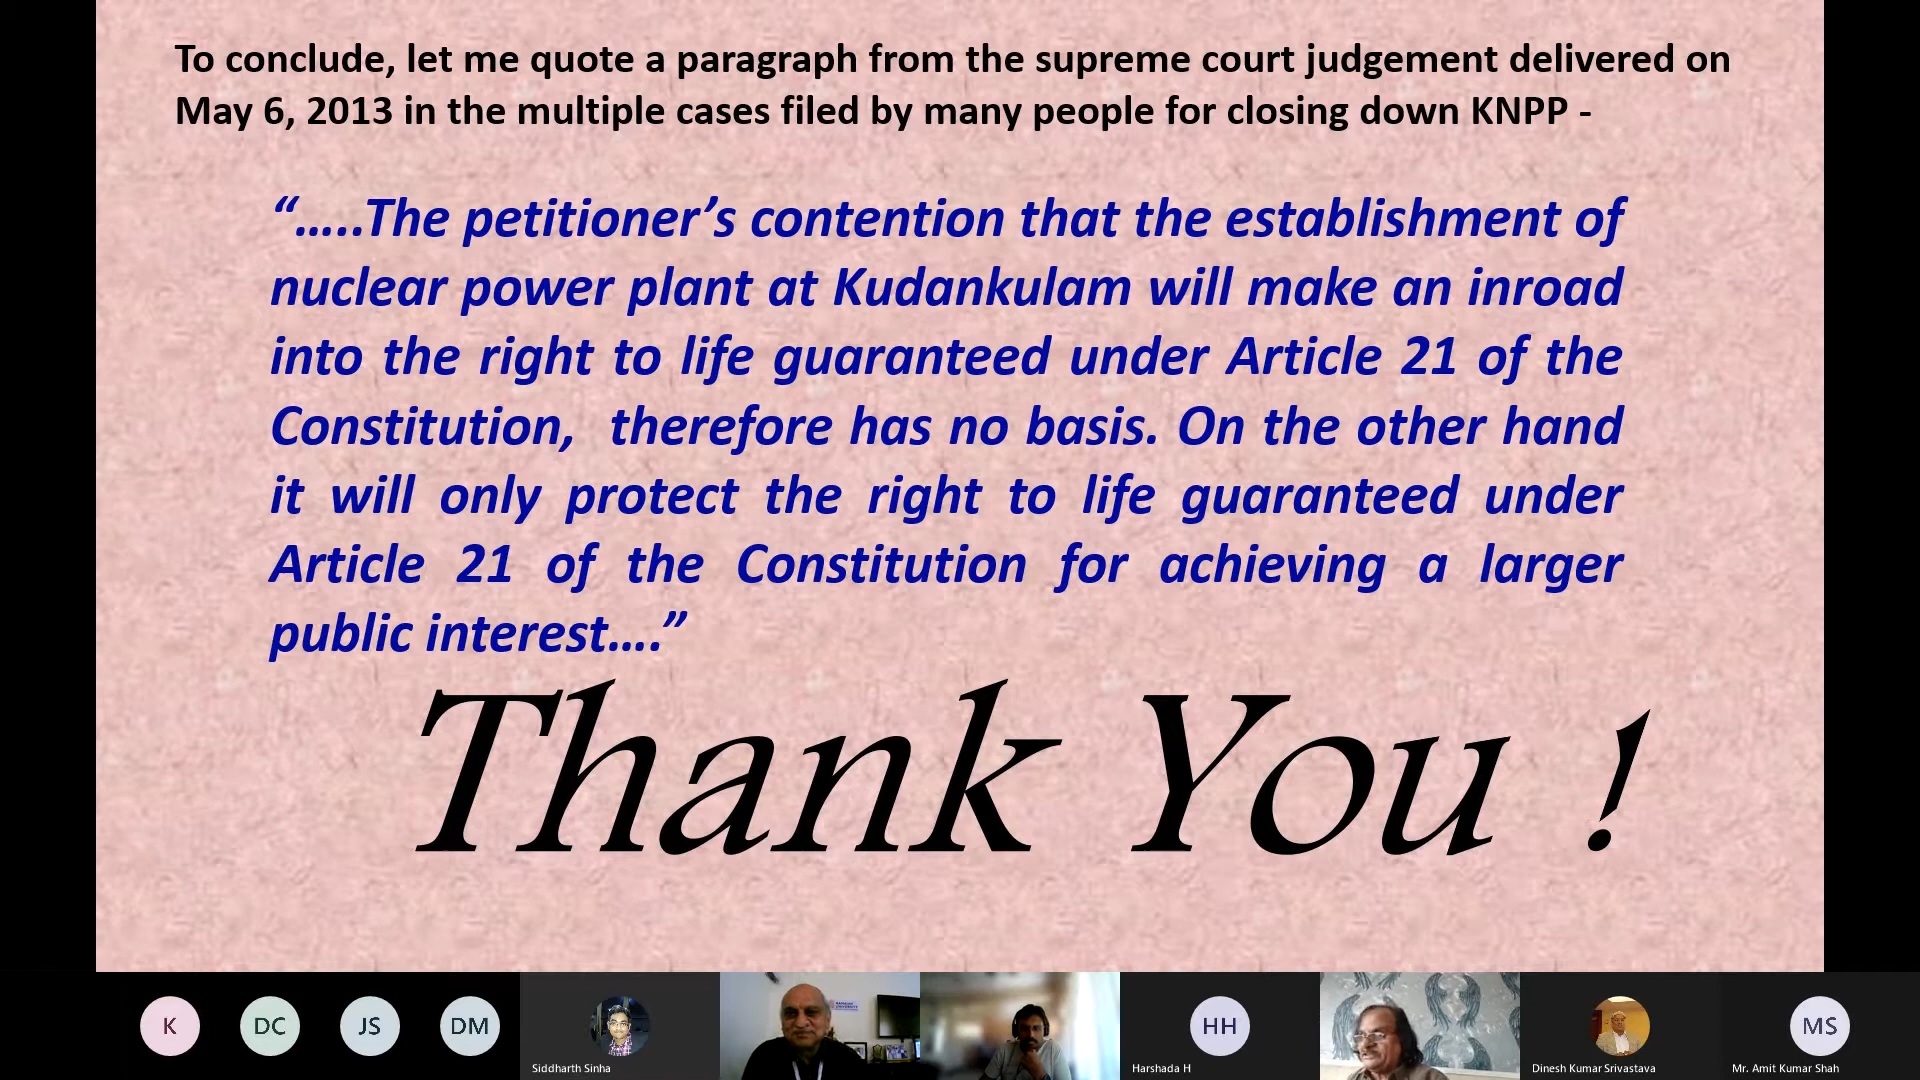 To conclude, let me quote a paragraph from the supreme court judgement delivered on
May 6, 2013 in the multiple cases filed by many people for closing down KNPP -
“.....The petitioner’s contention that the establishment of
nuclear power plant at Kudankulam will make an inroad
into the right to life guaranteed under Article 21 of the
Constitution, therefore has no basis. On the other hand
it will only protect the right to life guaranteed under
Article 21 of the Constitution for achieving a larger
public interest....”
Thank You !
K
DC
JS
DM
Siddharth Sinha
HH
Harshada H
Dinesh Kumar Srivastava
MS
Mr. Amit Kumar Shah